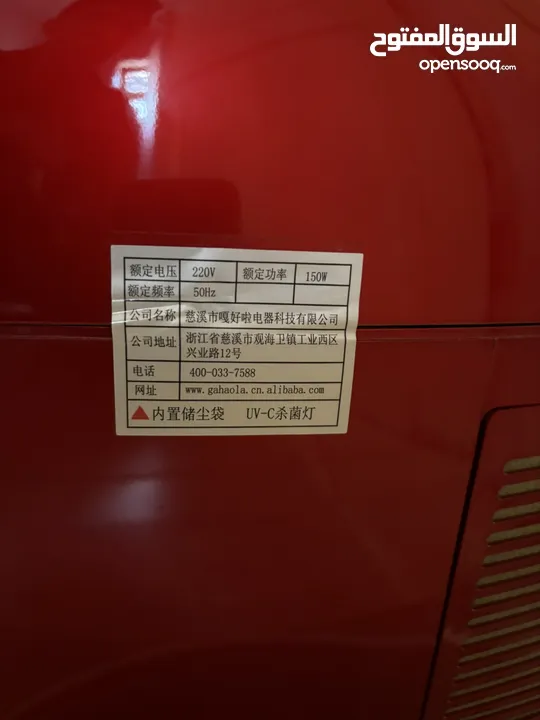 السوق المفتوح
opensooq.com
额定电压 220V 额定功率 150W
额定频率 50Hz
公司名称 慈溪市嘎好啦电器科技有限公司
公司地址 浙江省慈溪市观海卫镇工业西区
兴业路12号
电话 400-033-7588
网址 www.gahaola.cn.alibaba.com
内置储尘袋 UV-C杀菌灯